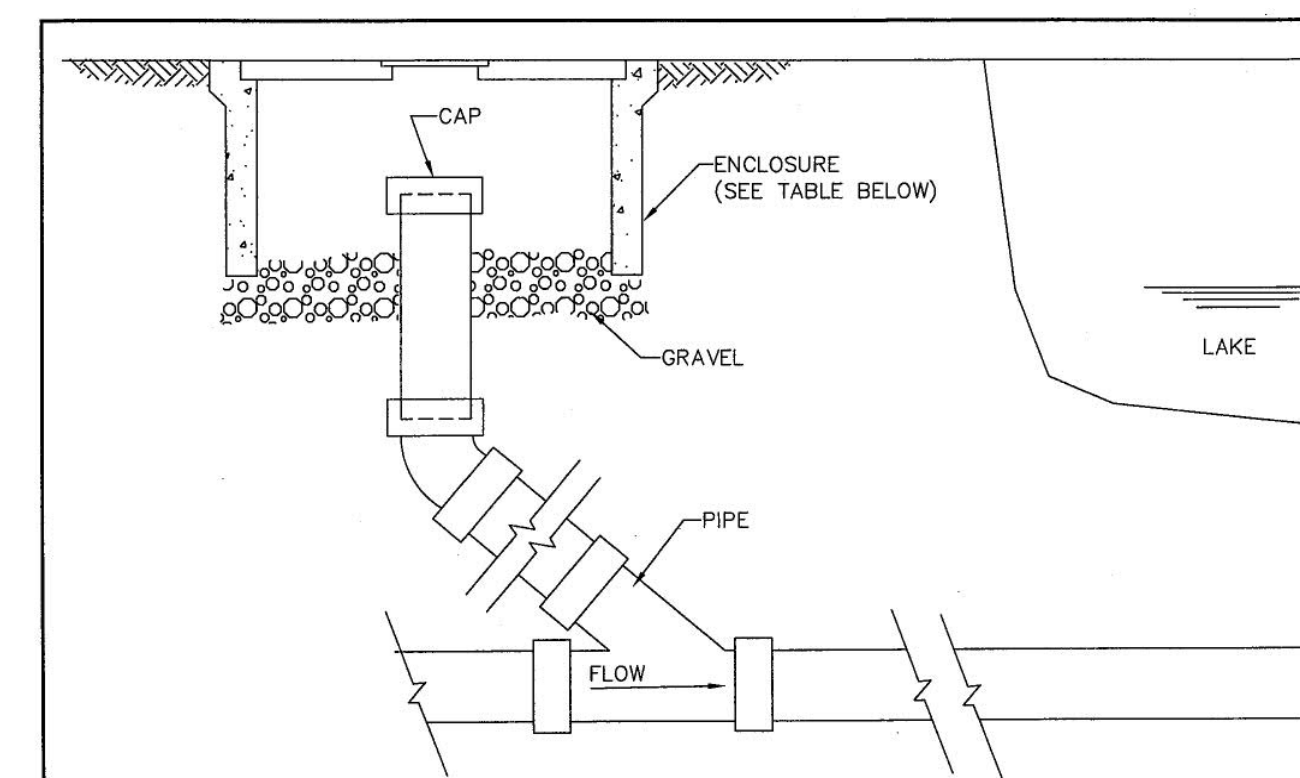 CAP
ENCLOSURE
(SEE TABLE BELOW)
LAKE
GRAVEL
PIPE
FLOW